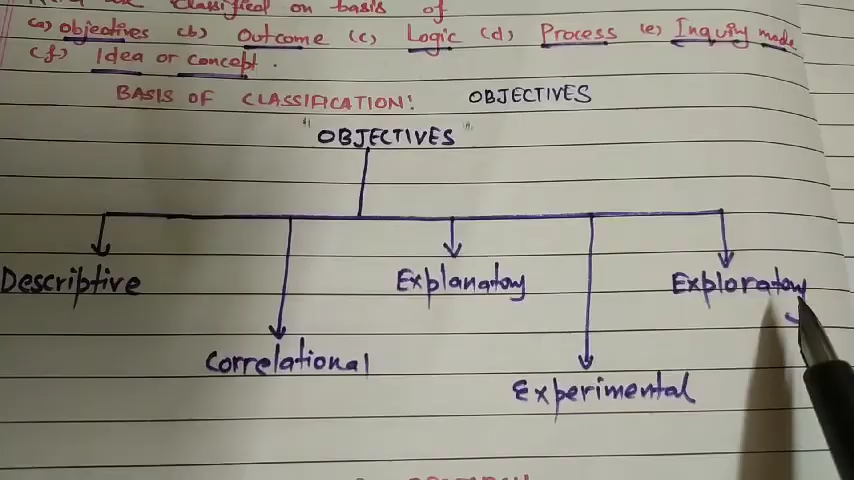 classified on basis of
(a) objectives (b) Outcome (c) Logic (d) Process (e) Inquiry mode
(f) Idea or concept.
BASIS OF CLASSIFICATION: OBJECTIVES
"OBJECTIVES"
Descriptive Explanatory Exploratory
Correlational
Experimental